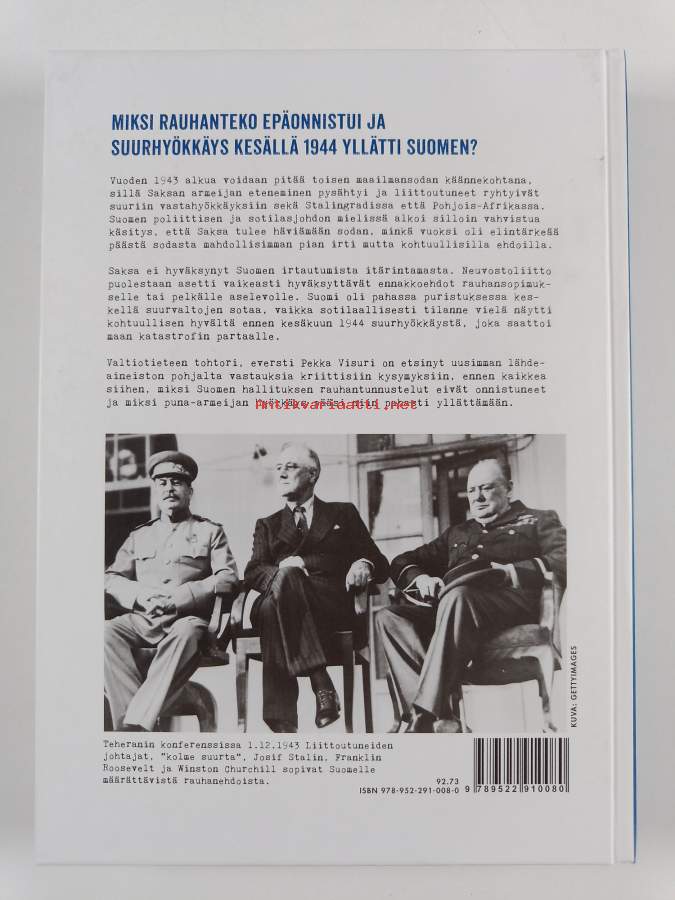 MIKSI RAUHANTEKO EPÄONNISTUI JA
SUURHYÖKKÄYS KESÄLLÄ 1944 YLLÄTTI SUOMEN?
Vuoden 1943 alkua voidaan pitää toisen maailmansodan käännekohtana,
sillä Saksan armeijan eteneminen pysähtyi ja liittoutuneet ryhtyivät
suuriin vastahyökkäyksiin sekä Stalingradissa että Pohjois-Afrikassa.
Suomen poliittisen ja sotilasjohdon mielissä alkoi silloin vahvistua
käsitys, että Saksa tulee häviämään sodan, minkä vuoksi oli elintärkeää
päästä sodasta mahdollisimman pian irti mutta kohtuullisilla ehdoilla.
Saksa ei hyväksynyt Suomen irtautumista itärintamasta. Neuvostoliitto
puolestaan asetti vaikeasti hyväksyttävät ennakkoehdot rauhansopimuk-
selle tai pelkälle aselevolle. Suomi oli pahassa puristuksessa kes-
kellä suurvaltojen sotaa, vaikka sotilaallisesti tilanne vielä näytti
kohtuullisen hyvältä ennen kesäkuun 1944 suurhyökkäystä, joka saattoi
maan katastrofin partaalle.
Valtiotieteen tohtori, eversti Pekka Visuri on etsinyt uusimman lähde-
aineiston pohjalta vastauksia kriittisiin kysymyksiin, ennen kaikkea
siihen, miksi Suomen hallituksen rauhantunnustelut eivät onnistuneet
ja miksi puna-armeijan hyökkäys pääsi niin pahasti yllättämään.
Antikvariaatti.net
KUVA: GETTYIMAGES
Teheranin konferenssissa 1.12.1943 Liittoutuneiden
johtajat, "kolme suurta", Josif Stalin, Franklin
Roosevelt ja Winston Churchill sopivat Suomelle
määrättävistä rauhanehdoista.
92.73
ISBN 978-952-291-008-0
9 789522 910080